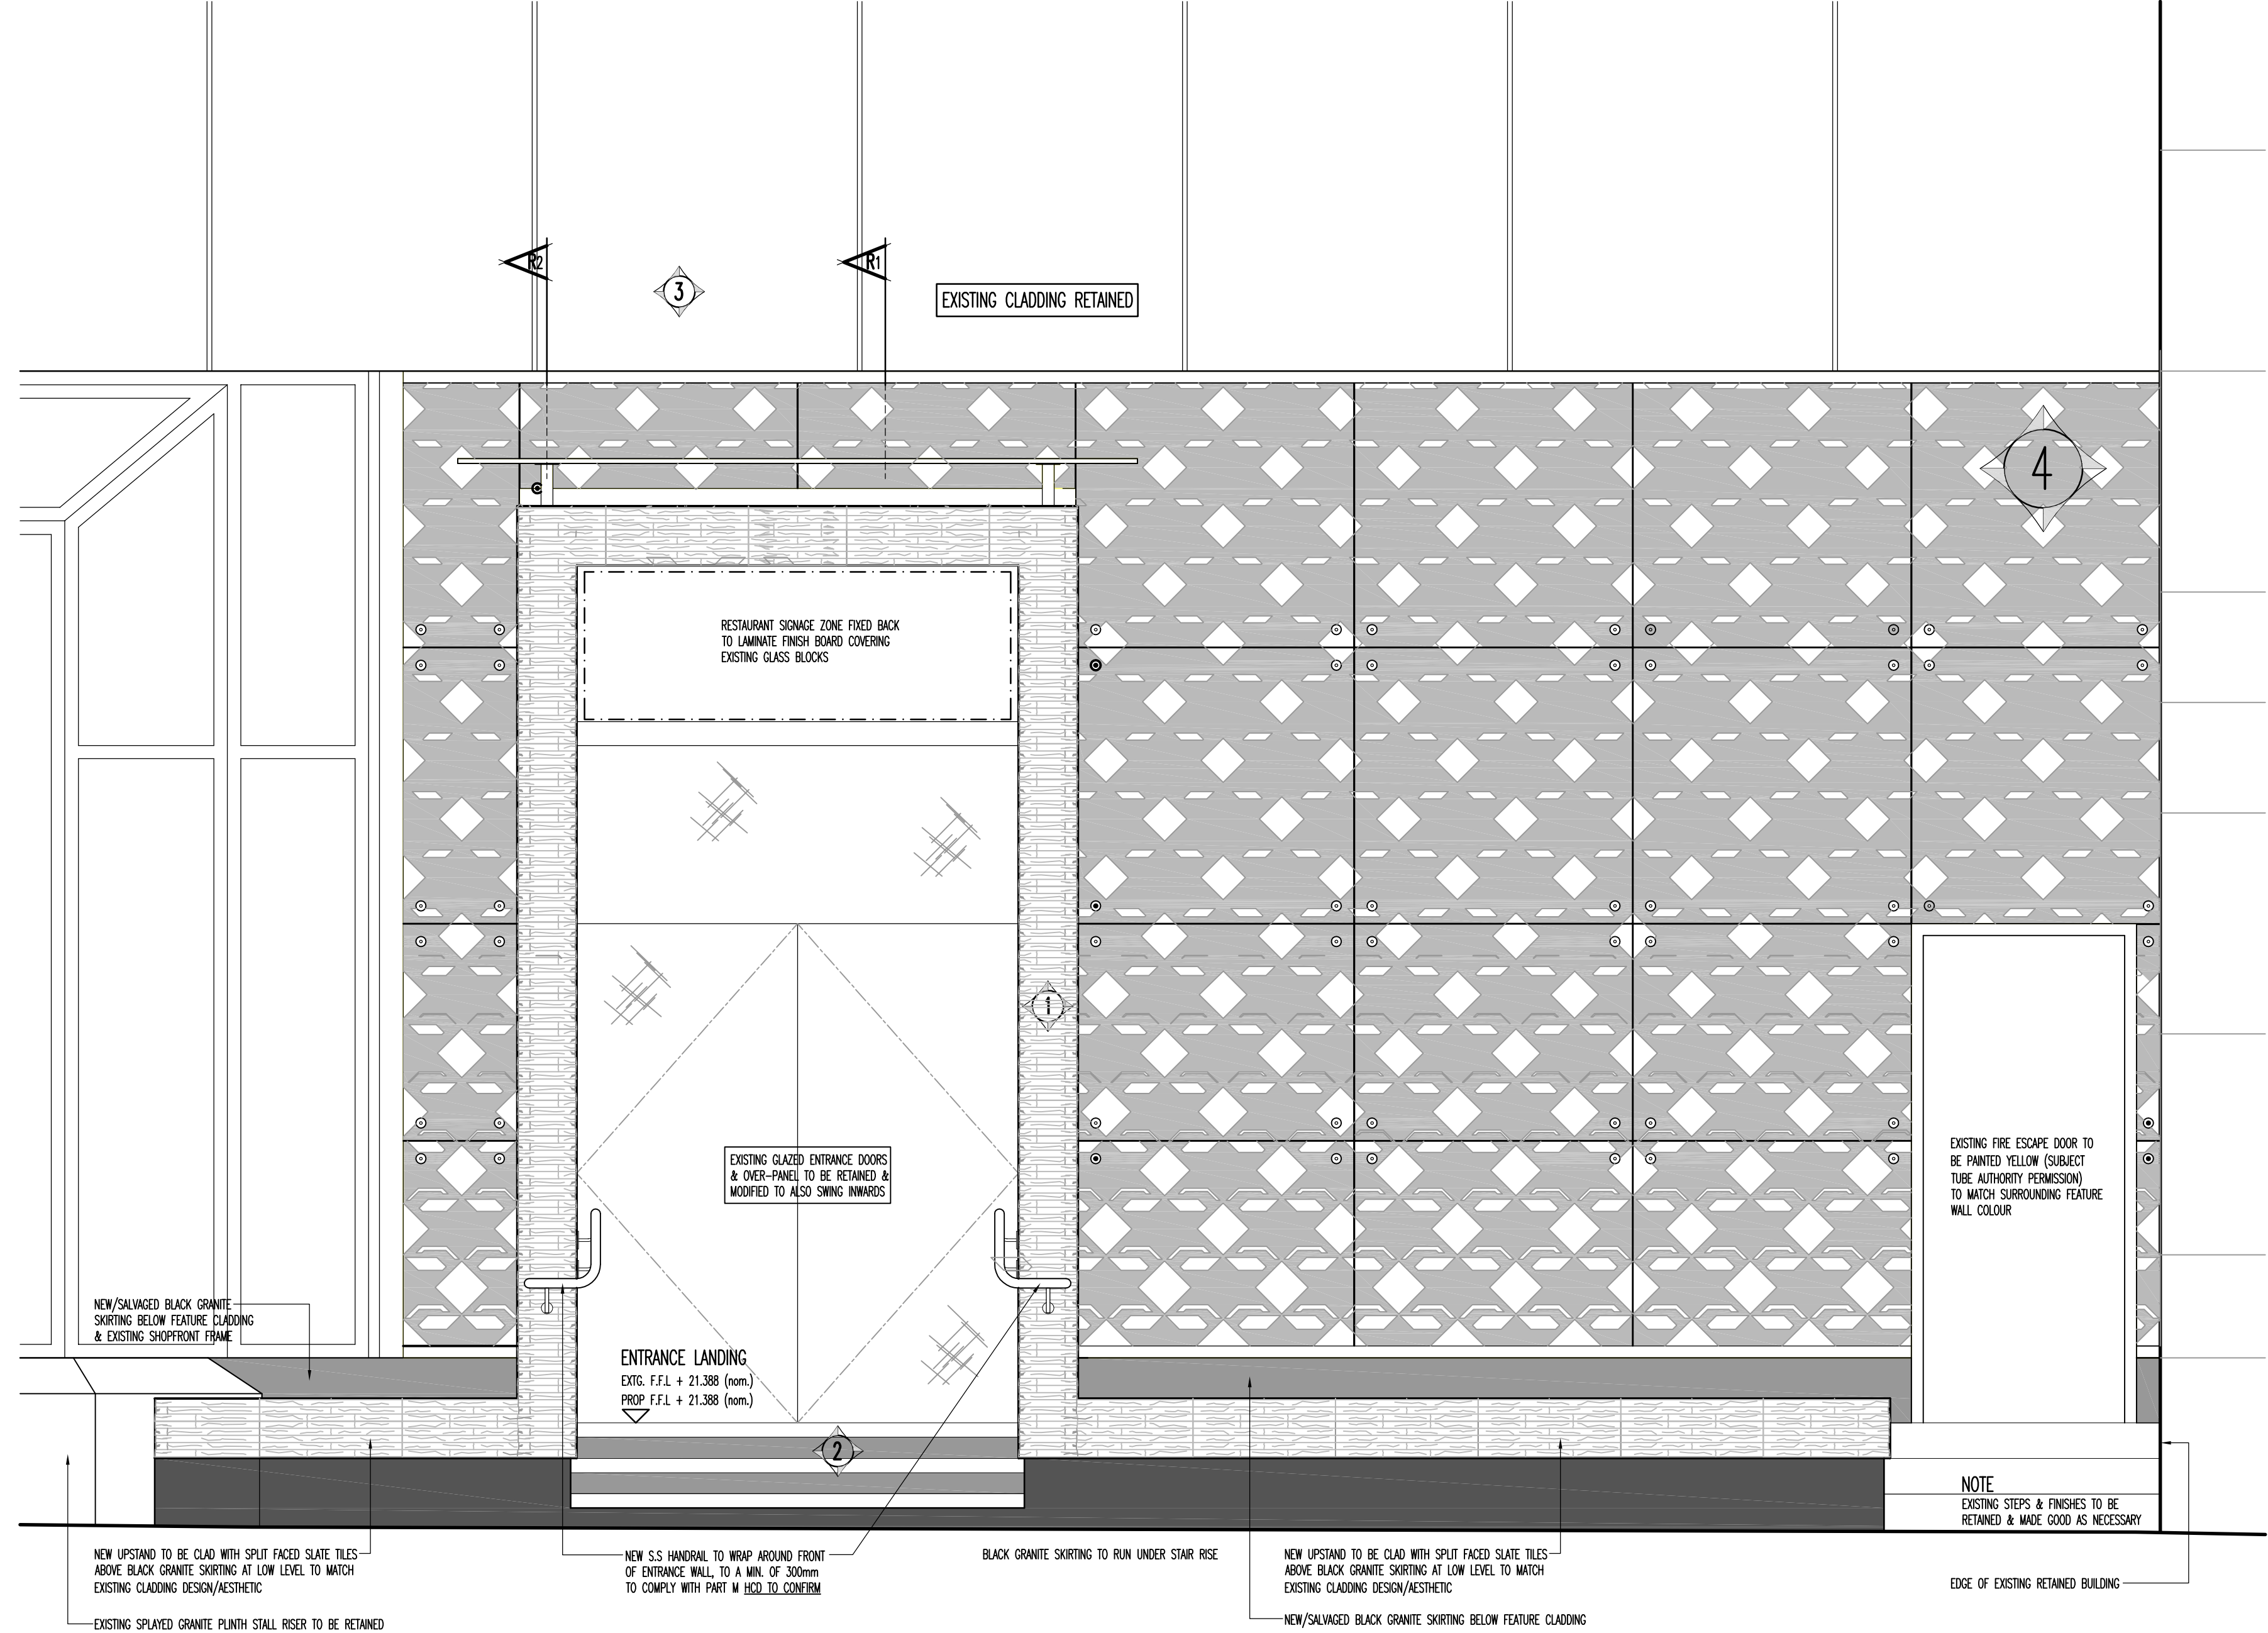 R2
R1
3
EXISTING CLADDING RETAINED
4
RESTAURANT SIGNAGE ZONE FIXED BACK
TO LAMINATE FINISH BOARD COVERING
EXISTING GLASS BLOCKS
1
EXISTING GLAZED ENTRANCE DOORS
& OVER-PANEL TO BE RETAINED &
MODIFIED TO ALSO SWING INWARDS
EXISTING FIRE ESCAPE DOOR TO
BE PAINTED YELLOW (SUBJECT
TUBE AUTHORITY PERMISSION)
TO MATCH SURROUNDING FEATURE
WALL COLOUR
NEW/SALVAGED BLACK GRANITE
SKIRTING BELOW FEATURE CLADDING
& EXISTING SHOPFRONT FRAME
ENTRANCE LANDING
EXTG. F.F.L + 21.388 (nom.)
PROP F.F.L + 21.388 (nom.)
2
NOTE
EXISTING STEPS & FINISHES TO BE
RETAINED & MADE GOOD AS NECESSARY
NEW UPSTAND TO BE CLAD WITH SPLIT FACED SLATE TILES
ABOVE BLACK GRANITE SKIRTING AT LOW LEVEL TO MATCH
EXISTING CLADDING DESIGN/AESTHETIC
EXISTING SPLAYED GRANITE PLINTH STALL RISER TO BE RETAINED
NEW S.S HANDRAIL TO WRAP AROUND FRONT
OF ENTRANCE WALL, TO A MIN. OF 300mm
TO COMPLY WITH PART M HCD TO CONFIRM
BLACK GRANITE SKIRTING TO RUN UNDER STAIR RISE
NEW UPSTAND TO BE CLAD WITH SPLIT FACED SLATE TILES
ABOVE BLACK GRANITE SKIRTING AT LOW LEVEL TO MATCH
EXISTING CLADDING DESIGN/AESTHETIC
NEW/SALVAGED BLACK GRANITE SKIRTING BELOW FEATURE CLADDING
EDGE OF EXISTING RETAINED BUILDING